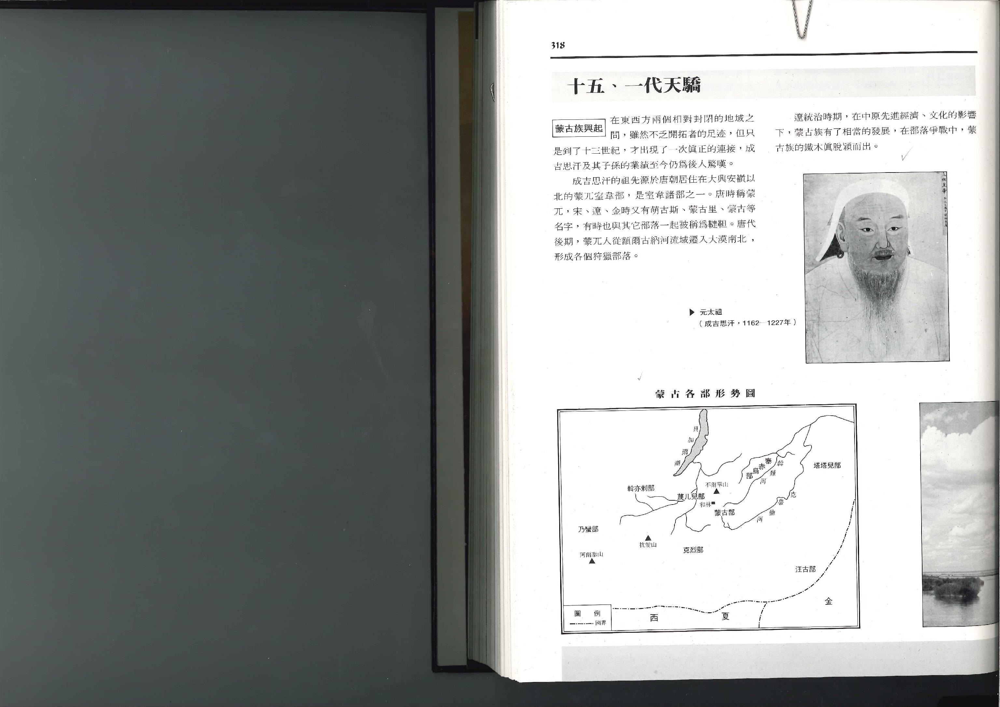 318
十五、一代天驕
蒙古族興起
在東西方兩個相對封閉的地域之
間，雖然不乏開拓者的足迹，但只
是到了十三世紀，才出現了一次眞正的連接，成
吉思汗及其子孫的業績至今仍爲後人驚嘆。
成吉思汗的祖先源於唐朝居住在大興安嶺以
北的蒙兀室韋部，是室韋諸部之一。唐時稱蒙
兀，宋、遼、金時又有萌古斯、蒙古里、蒙古等
名字，有時也與其它部落一起被稱爲韃靼。唐代
後期，蒙兀人從額爾古納河流域遷入大漠南北，
形成各個狩獵部落。
遼統治時期，在中原先進經濟、文化的影響
下，蒙古族有了相當的發展，在部落爭戰中，蒙
古族的鐵木眞脫穎而出。
▶ 元太祖
（成吉思汗，1162—1227年）
蒙古各部形勢圖
貝加爾湖
泰赤烏部
斡難河
塔塔兒部
不爾罕山
斡亦剌部
蔑儿兒部
和林
蒙古部
克魯倫河
乃蠻部
杭愛山
克烈部
阿爾泰山
汪古部
金
西夏
圖例
國界